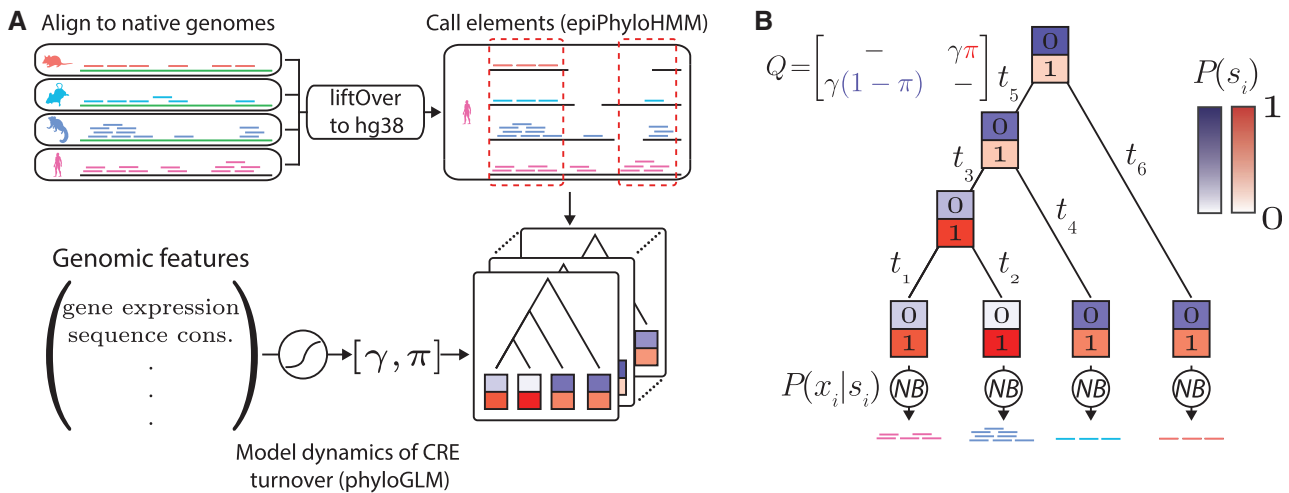 A
Align to native genomes
liftOver
to hg38
Call elements (epiPhyloHMM)
Genomic features
gene expression
sequence cons.
.
.
.
[γ,π]
Model dynamics of CRE
turnover (phyloGLM)
B
Q=[ − γπ
γ(1 − π) − ]
0
1
t5
0
1
t3
0
1
t6
t4
t1
t2
0
1
0
1
0
1
0
1
P(xi|si)
NB
NB
NB
NB
P(si)
1
0